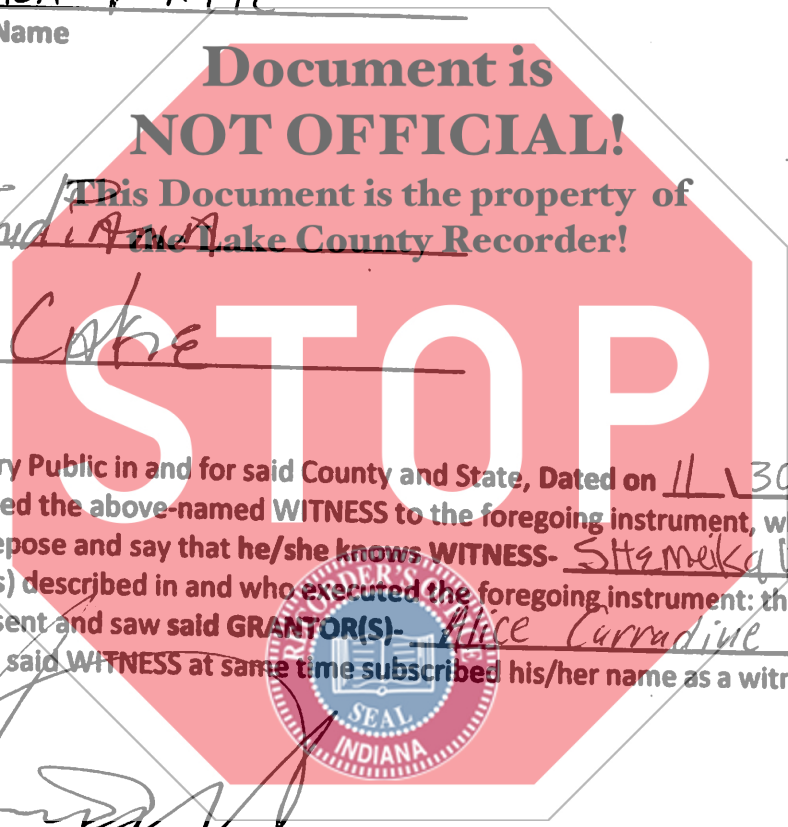 Name
Document is
NOT OFFICIAL!
This Document is the property of
the Lake County Recorder!
STOP
ry Public in and for said County and State, Dated on 11 \30
ed the above-named WITNESS to the foregoing instrument, w
epose and say that he/she knows WITNESS- SHameika
s) described in and who executed the foregoing instrument: th
sent and saw said GRANTOR(S)- Alice Carradine
said WITNESS at same time subscribed his/her name as a witn
RECORDER'S OFFICE
SEAL
INDIANA